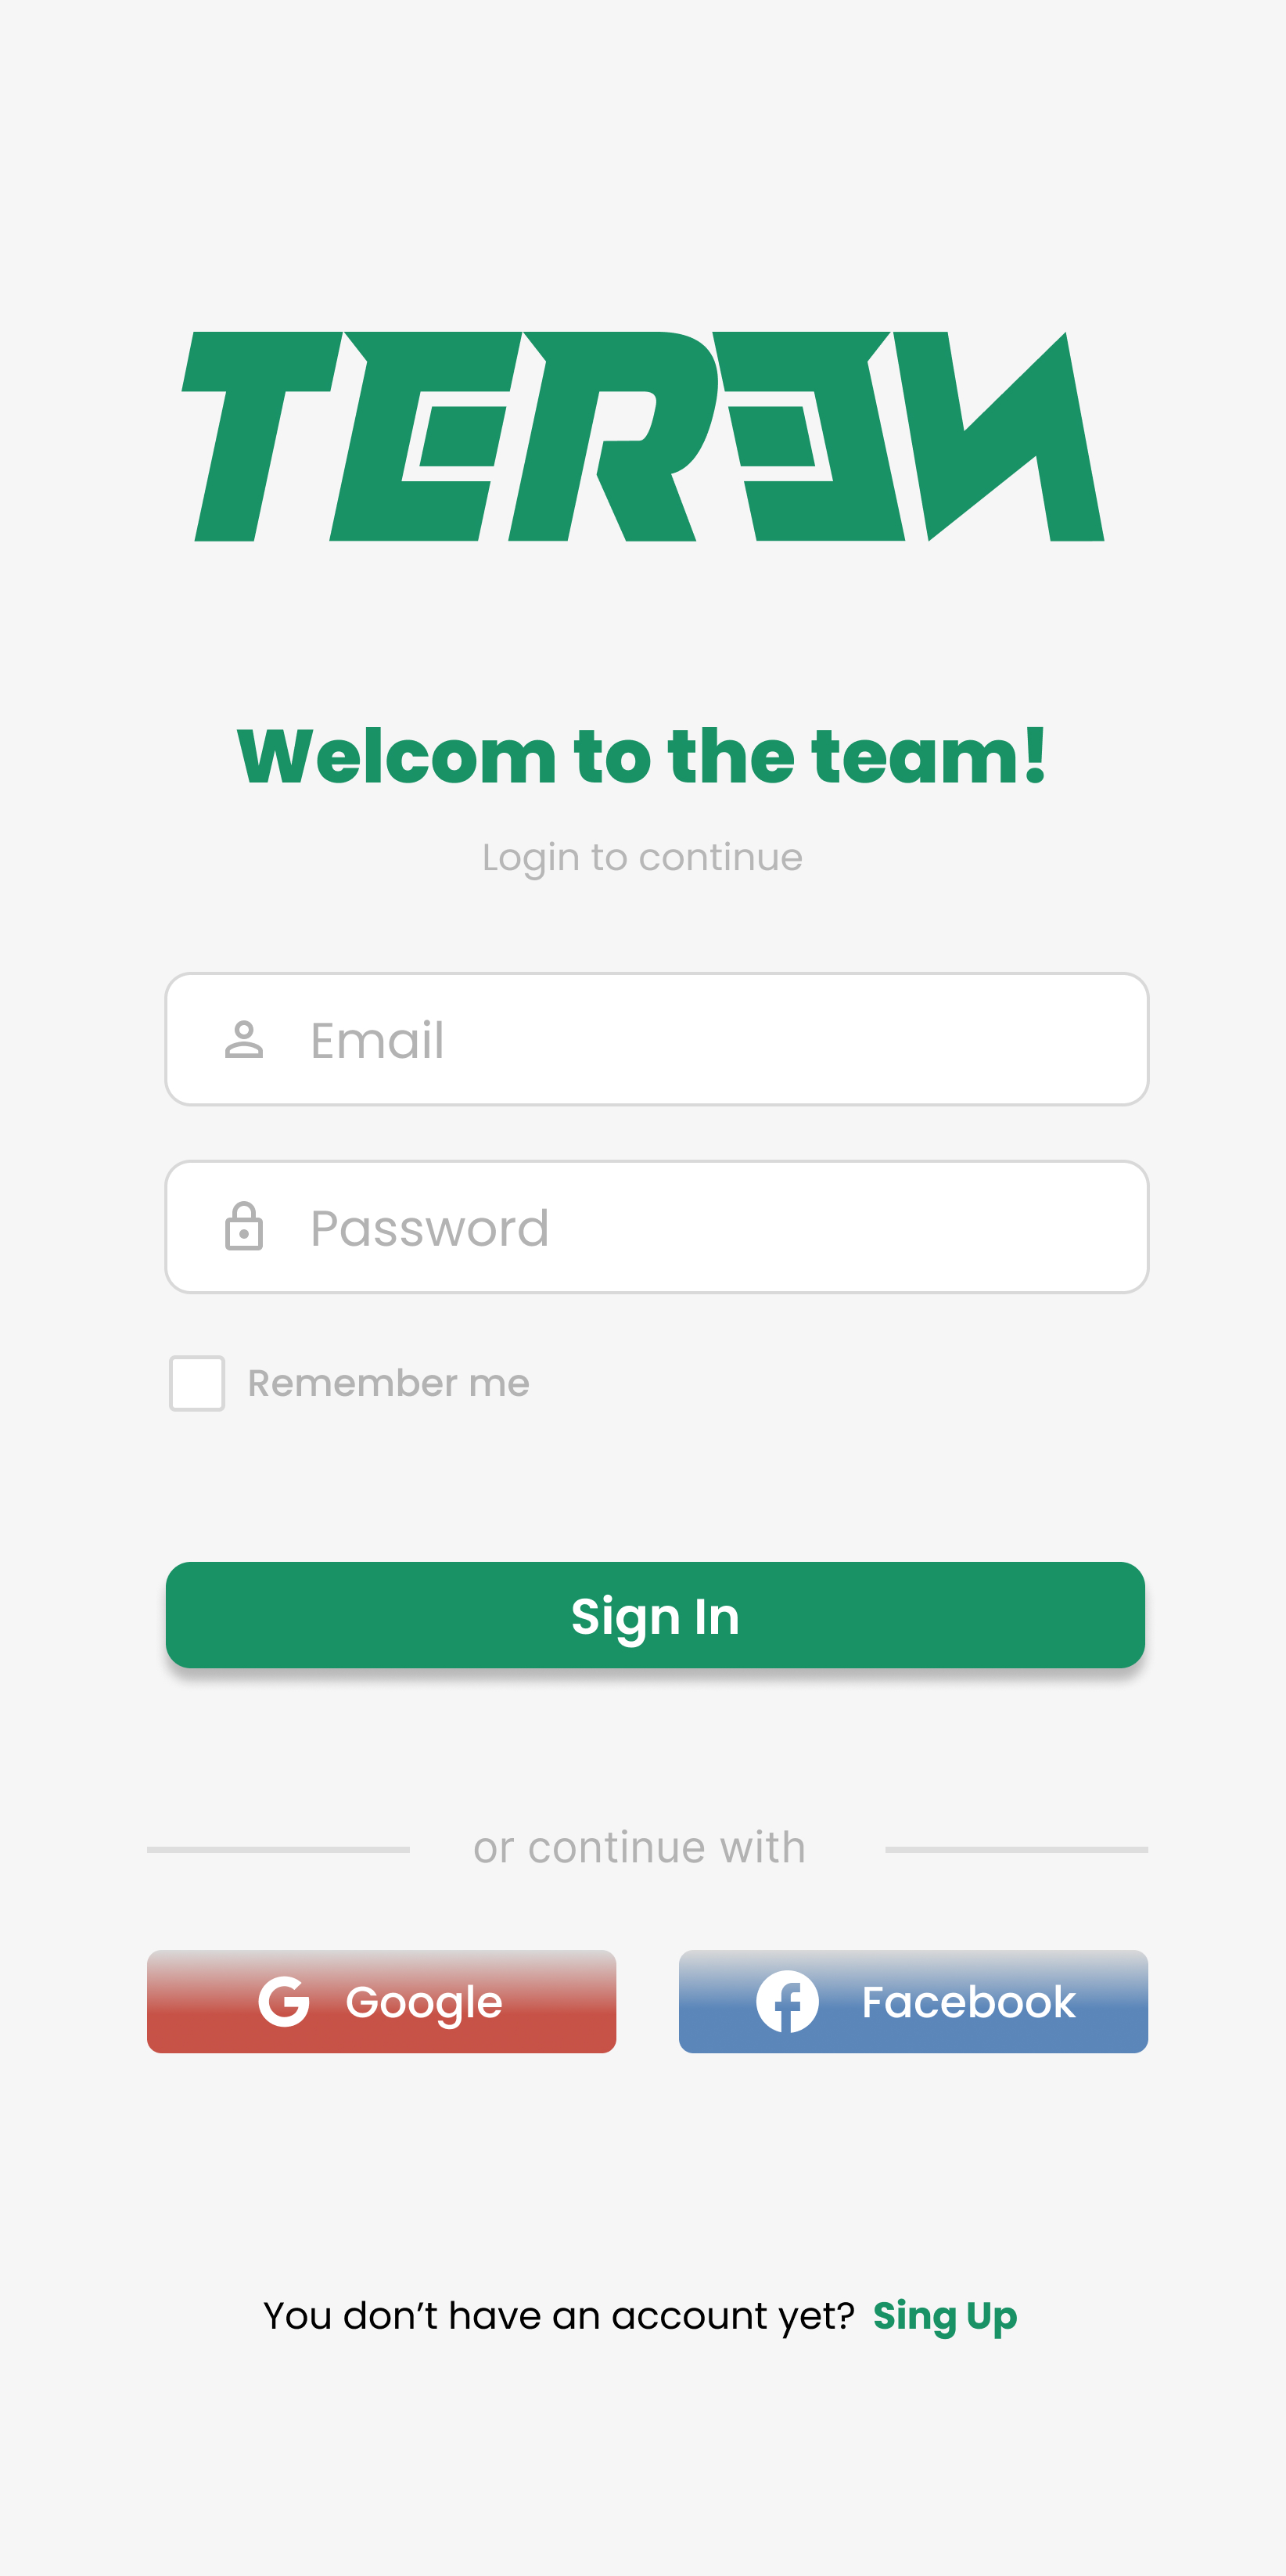 TEREN
Welcom to the team!
Login to continue
Email
Password
Remember me
Sign In
or continue with
Google
Facebook
You don’t have an account yet? Sing Up